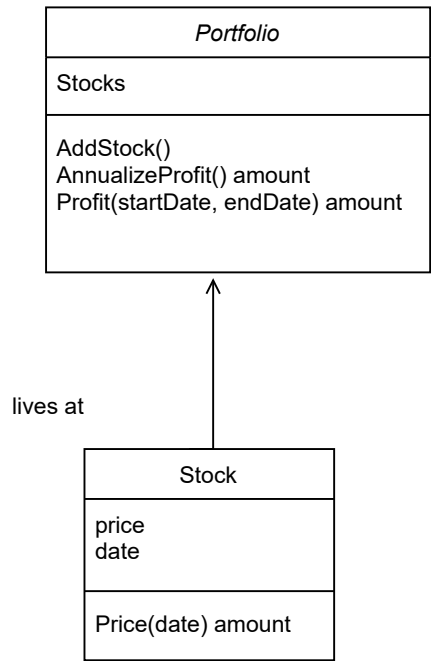 Portfolio
Stocks
AddStock()
AnnualizeProfit() amount
Profit(startDate, endDate) amount
lives at
Stock
price
date
Price(date) amount